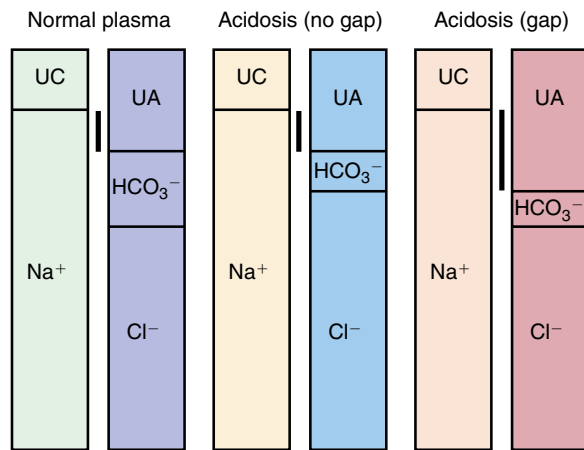 Normal plasma
Acidosis (no gap)
Acidosis (gap)
UC
UA
HCO₃⁻
Na⁺
Cl⁻
UC
UA
HCO₃⁻
Na⁺
Cl⁻
UC
UA
HCO₃⁻
Na⁺
Cl⁻